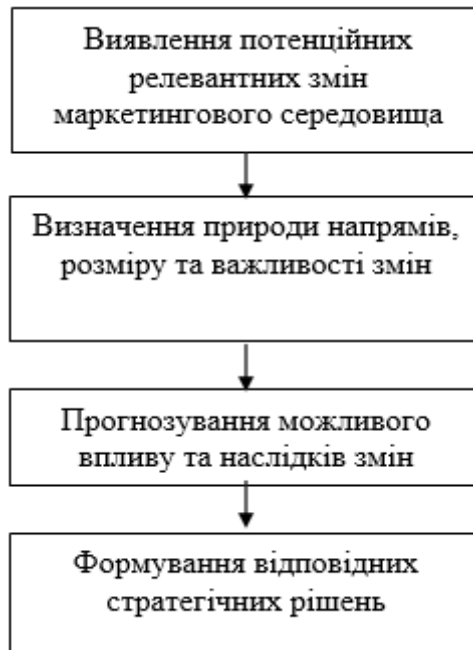 Виявлення потенційних
релевантних змін
маркетингового середовища
Визначення природи напрямів,
розміру та важливості змін
Прогнозування можливого
впливу та наслідків змін
Формування відповідних
стратегічних рішень